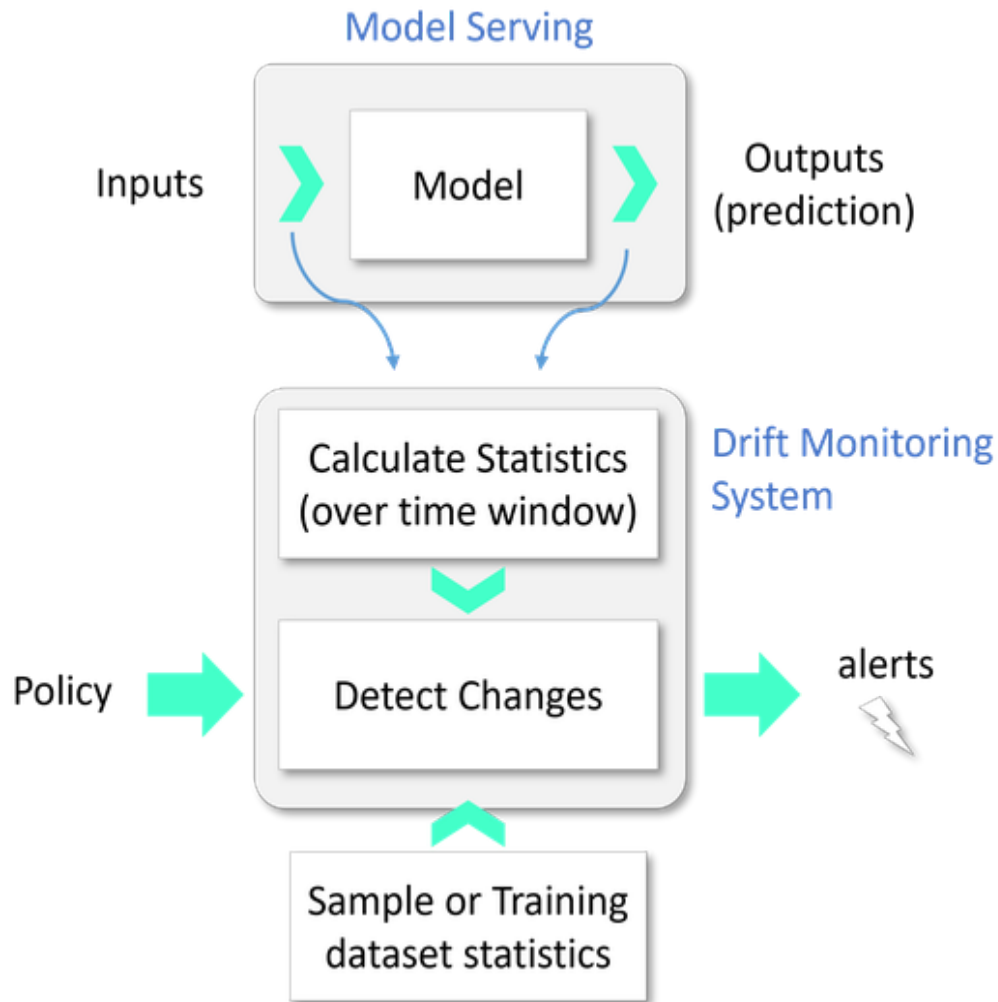 Model Serving
Inputs
Model
Outputs
(prediction)
Calculate Statistics
(over time window)
Drift Monitoring
System
Policy
Detect Changes
alerts
Sample or Training
dataset statistics